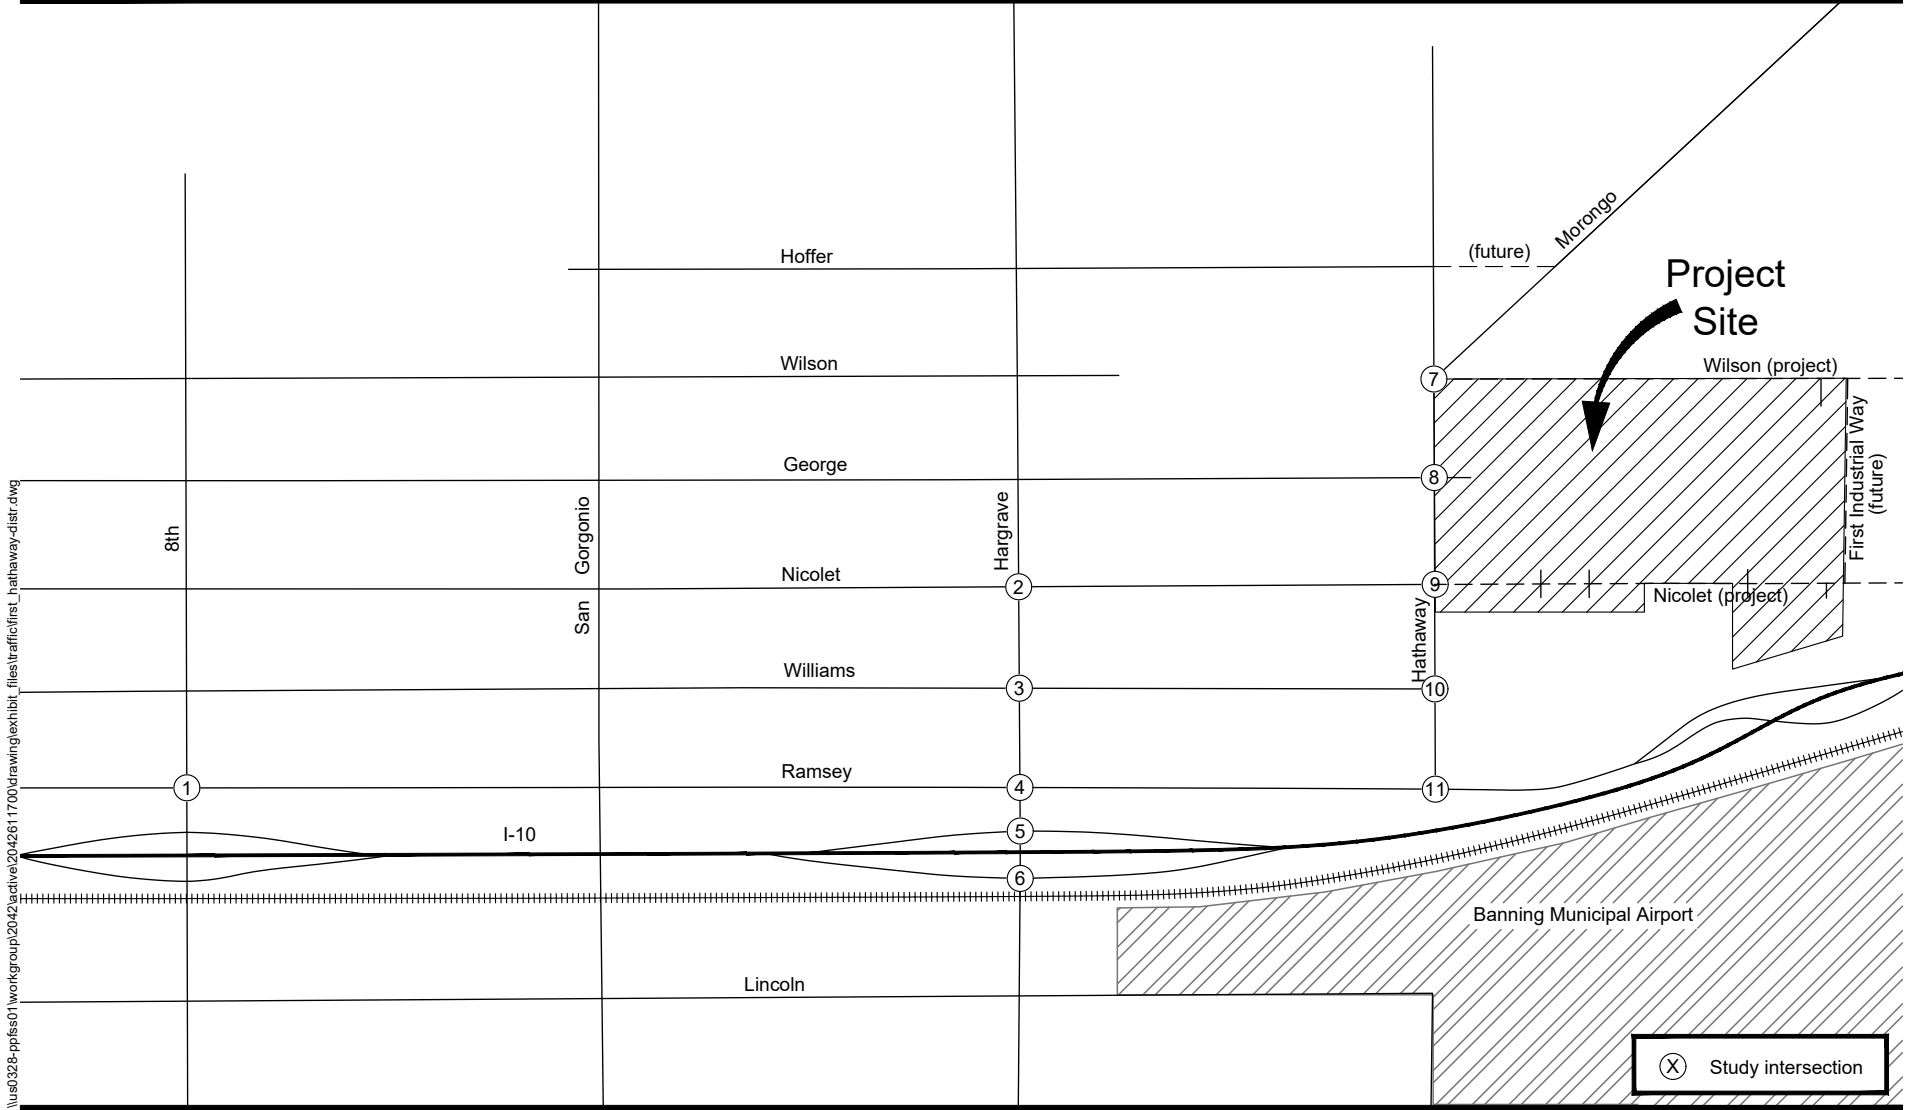 Hoffer
(future)
Morongo
Project
Site
Wilson
7
Wilson (project)
George
8
First Industrial Way
(future)
8th
San Gorgonio
Hargrave
Nicolet
2
9
Nicolet (project)
Hathaway
Williams
3
10
Ramsey
1
4
11
I-10
5
6
Banning Municipal Airport
Lincoln
X Study intersection
\\us0328-ppfss01\workgroup\2042\active\2042611700\drawing\exhibit_files\traffic\first_hathaway-distr.dwg